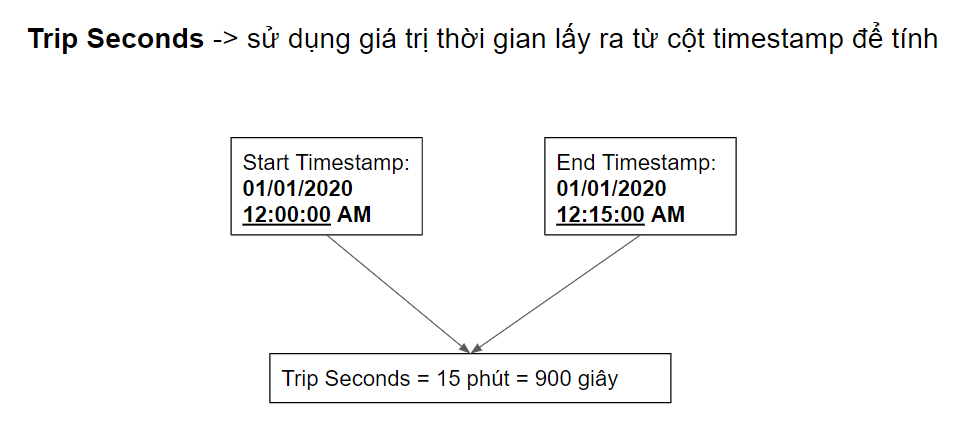 Trip Seconds -> sử dụng giá trị thời gian lấy ra từ cột timestamp để tính
Start Timestamp:
01/01/2020
12:00:00 AM
End Timestamp:
01/01/2020
12:15:00 AM
Trip Seconds = 15 phút = 900 giây